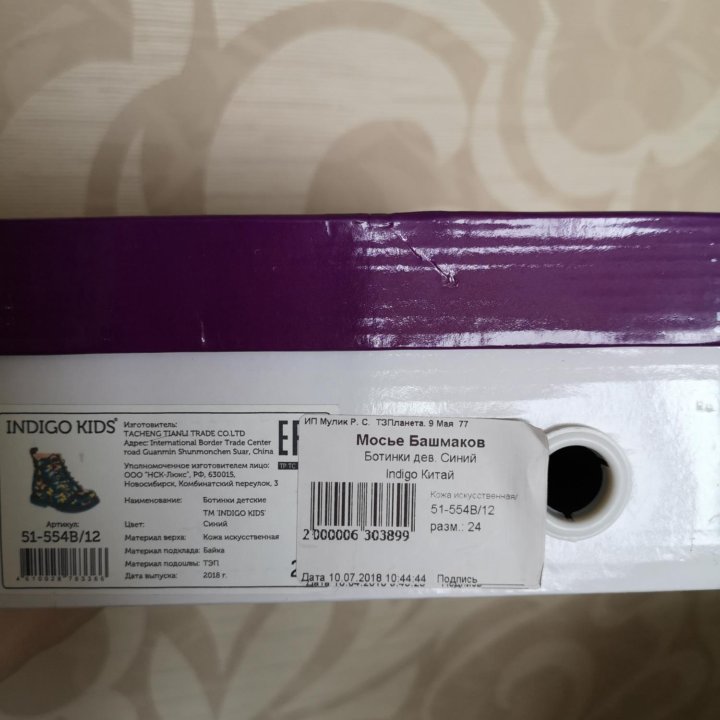 INDIGO KIDS®
Изготовитель:
TACHENG TIANLI TRADE CO.LTD
Адрес: International Border Trade Center
road Guanmin Shunmonchen Suar, China
Уполномоченное изготовителем лицо:
ООО "НСК-Люкс", РФ, 630015,
Новосибирск, Комбинатский переулок, 3
Наименование: Ботинки детские
ТМ 'INDIGO KIDS'
Артикул:
51-554B/12
Цвет: Синий
Материал верха: Кожа искусственная
Материал подклада: Байка
Материал подошвы: ТЭП
Дата выпуска: 2018 г.
ТР ТС
ИП Мулик Р. С. ТЗПланета. 9 Мая 77
Мосье Башмаков
Ботинки дев. Синий
Indigo Китай
Кожа искусственная/
51-554B/12
разм.: 24
2 000006 303899
Дата 10.07.2018 10:44:44 Подпись